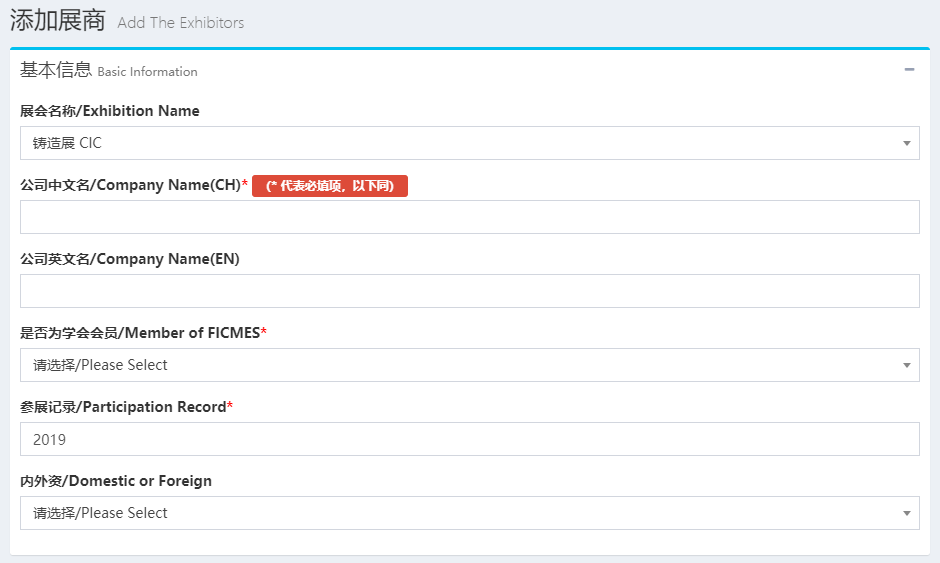 添加展商 Add The Exhibitors
基本信息 Basic Information
展会名称/Exhibition Name
铸造展 CIC
公司中文名/Company Name(CH)* (* 代表必填项，以下同)
公司英文名/Company Name(EN)
是否为学会会员/Member of FICMES*
请选择/Please Select
参展记录/Participation Record*
2019
内外资/Domestic or Foreign
请选择/Please Select